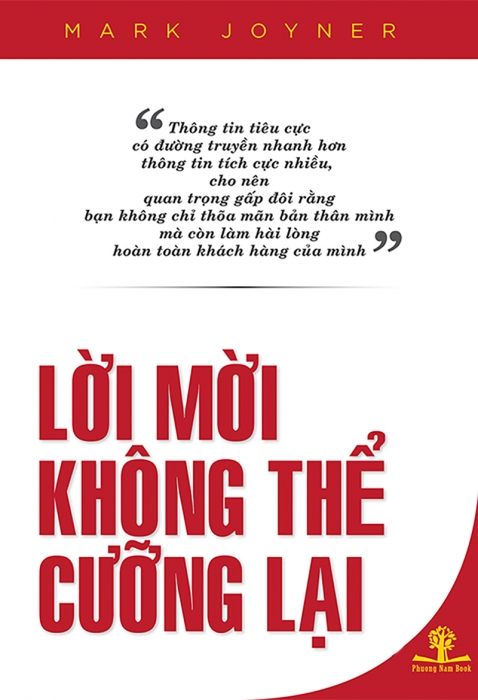 MARK JOYNER
“ Thông tin tiêu cực
có đường truyền nhanh hơn
thông tin tích cực nhiều,
cho nên
quan trọng gấp đôi rằng
bạn không chỉ thõa mãn bản thân mình
mà còn làm hài lòng
hoàn toàn khách hàng của mình ”
LỜI MỜI
KHÔNG THỂ
CƯỠNG LẠI
Phuong Nam Book